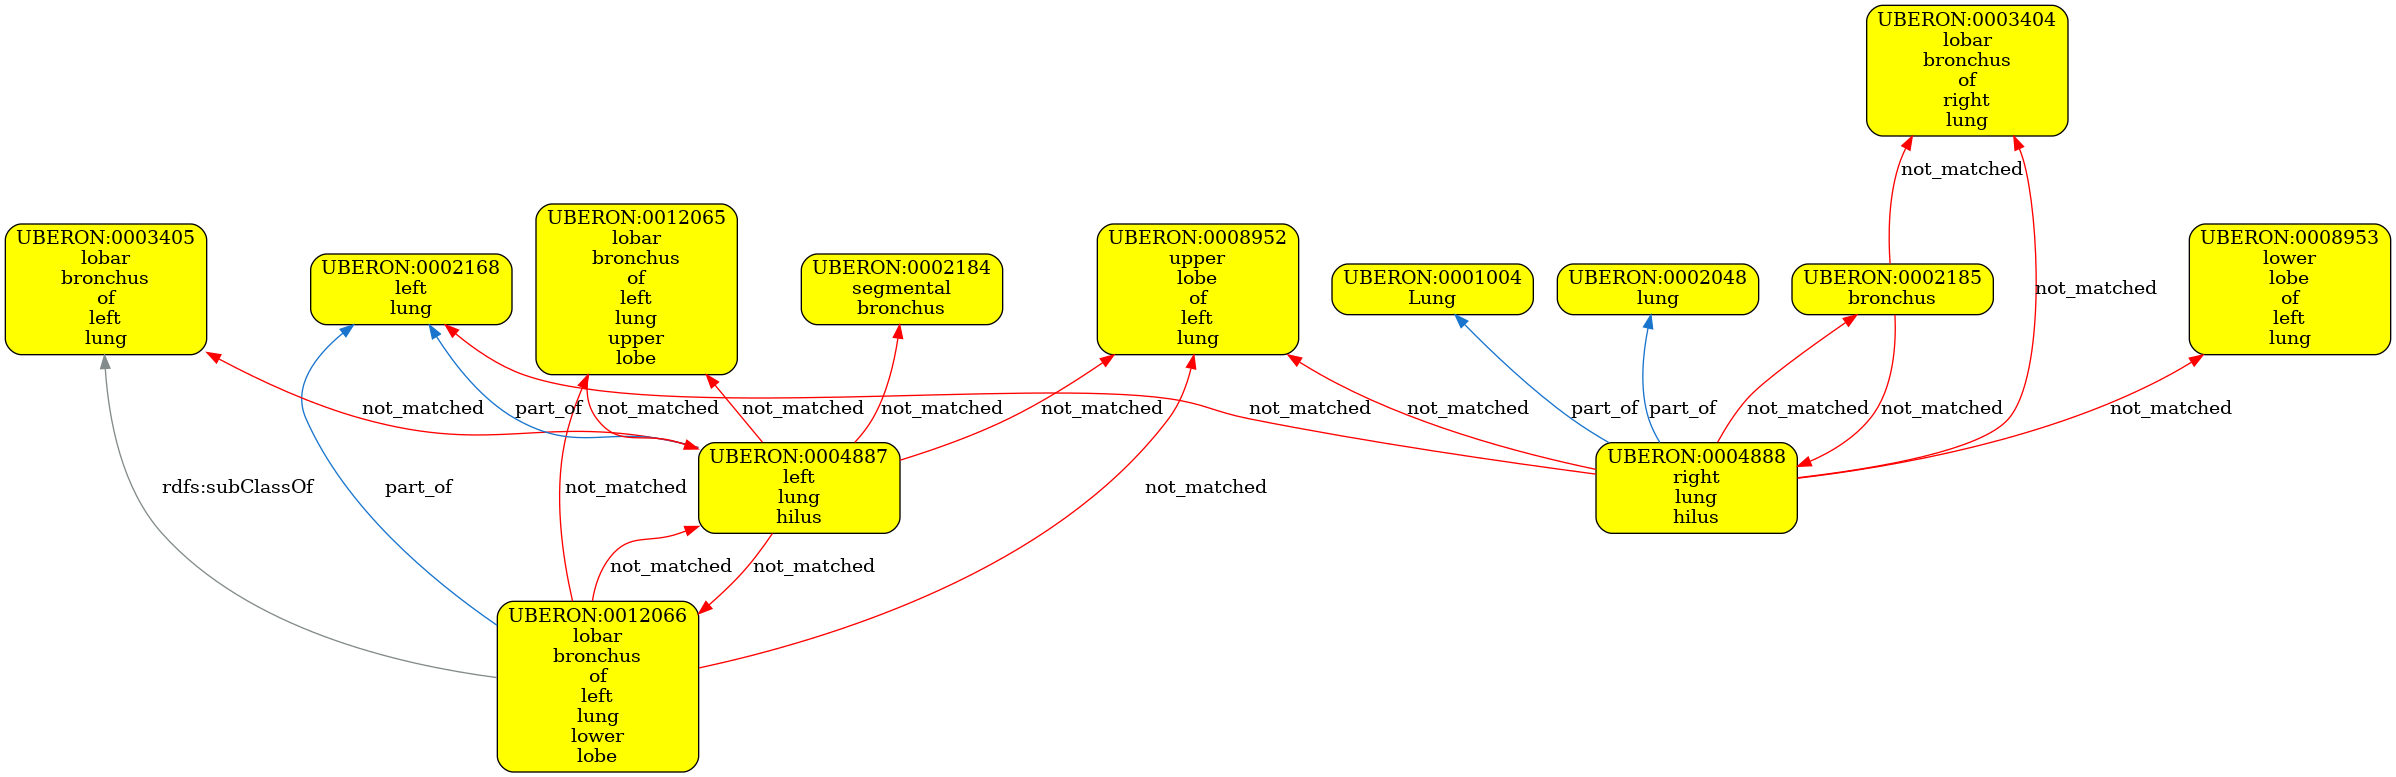 UBERON:0003404
lobar
bronchus
of
right
lung
not_matched
UBERON:0003405
lobar
bronchus
of
left
lung
UBERON:0002168
left
lung
UBERON:0012065
lobar
bronchus
of
left
lung
upper
lobe
UBERON:0002184
segmental
bronchus
UBERON:0008952
upper
lobe
of
left
lung
UBERON:0001004
Lung
UBERON:0002048
lung
UBERON:0002185
bronchus
not_matched
UBERON:0008953
lower
lobe
of
left
lung
not_matched
part_of
not_matched
not_matched
not_matched
not_matched
not_matched
not_matched
part_of
part_of
not_matched
not_matched
not_matched
rdfs:subClassOf
part_of
not_matched
UBERON:0004887
left
lung
hilus
not_matched
UBERON:0004888
right
lung
hilus
not_matched
not_matched
UBERON:0012066
lobar
bronchus
of
left
lung
lower
lobe